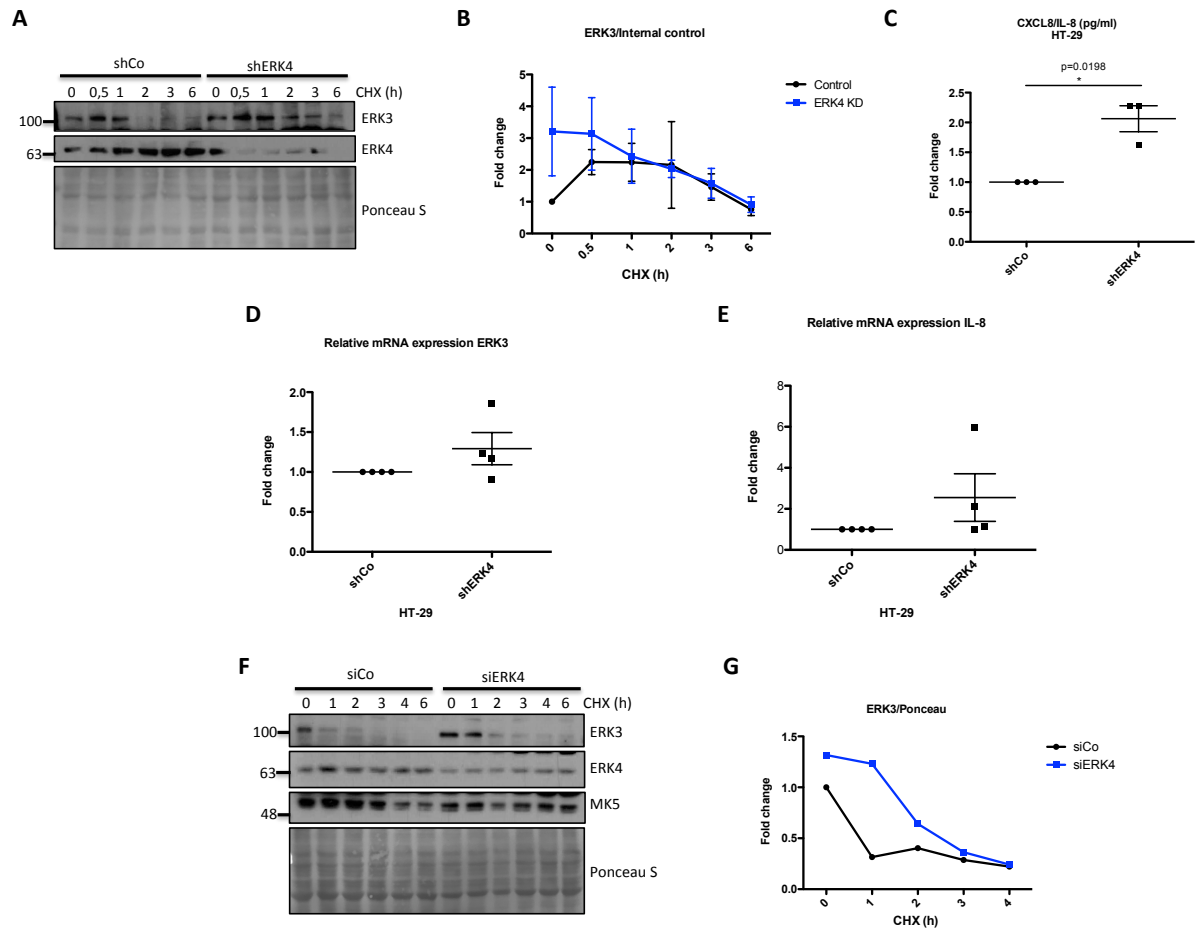 A
shCo shERK4
0 0,5 1 2 3 6 0 0,5 1 2 3 6 CHX (h)
100 ERK3
63 ERK4
Ponceau S
B
ERK3/Internal control
5
4
3
2
1
0
Fold change
0 0.5 1 2 3 6
CHX (h)
Control
ERK4 KD
C
CXCL8/IL-8 (pg/ml)
HT-29
p=0.0198
*
2.5
2.0
1.5
1.0
0.5
0.0
Fold change
shCo shERK4
D
Relative mRNA expression ERK3
2.0
1.5
1.0
0.5
0.0
Fold change
shCo shERK4
HT-29
E
Relative mRNA expression IL-8
8
6
4
2
0
Fold change
shCo shERK4
HT-29
F
siCo siERK4
0 1 2 3 4 6 0 1 2 3 4 6 CHX (h)
100 ERK3
63 ERK4
48 MK5
Ponceau S
G
ERK3/Ponceau
1.5
1.0
0.5
0.0
Fold change
0 1 2 3 4
CHX (h)
siCo
siERK4